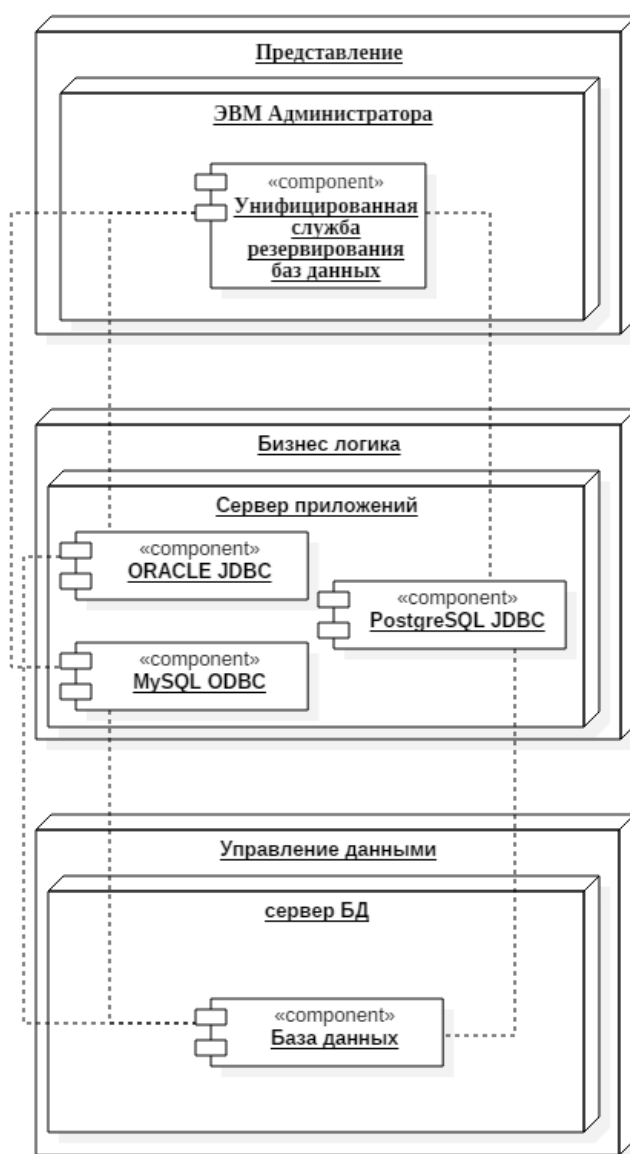 Представление
ЭВМ Администратора
«component»
Унифицированная
служба
резервирования
баз данных
Бизнес логика
Сервер приложений
«component»
ORACLE JDBC
«component»
PostgreSQL JDBC
«component»
MySQL ODBC
Управление данными
сервер БД
«component»
База данных